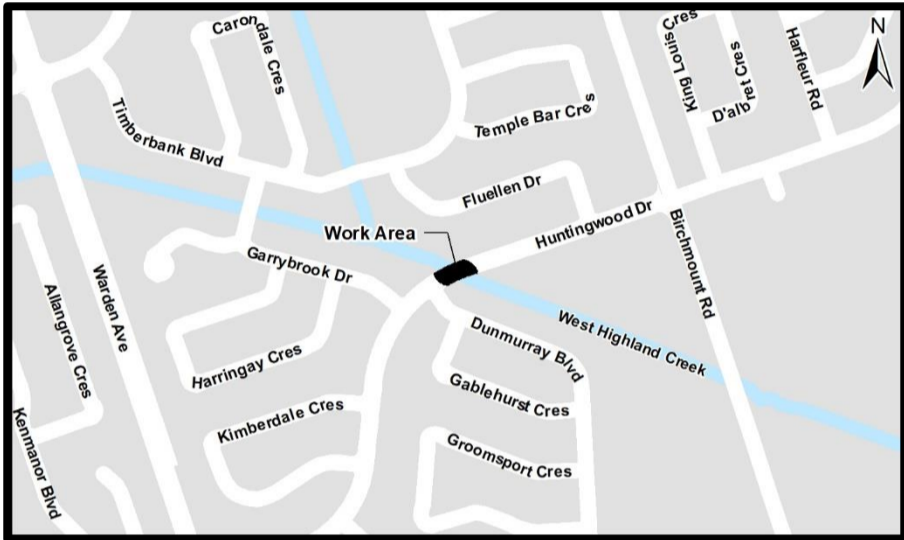 Carondale Cres
King Louis Cres
D'albret Cres
Harfleur Rd
N
Timberbank Blvd
Temple Bar Cres
Fluellen Dr
Huntingwood Dr
Work Area
Birchmount Rd
Garrybrook Dr
Warden Ave
Allangrove Cres
West Highland Creek
Dunmurray Blvd
Harringay Cres
Gablehurst Cres
Kimberdale Cres
Groomsport Cres
Kenmanor Blvd